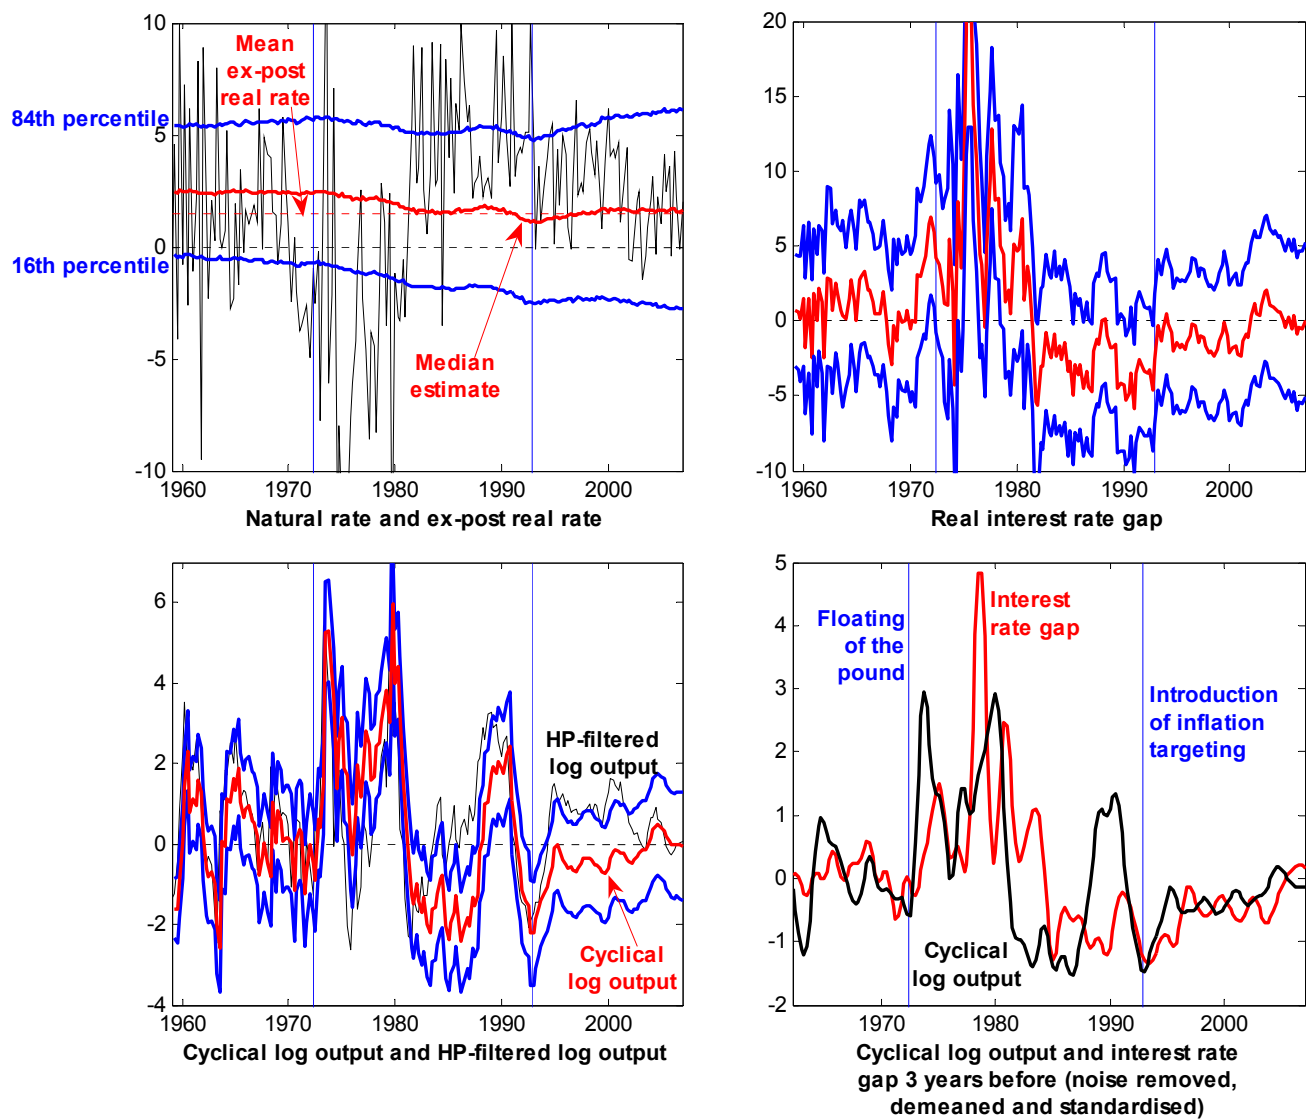 10
5
0
-5
-10
Mean
ex-post
real rate
84th percentile
16th percentile
Median
estimate
1960 1970 1980 1990 2000
Natural rate and ex-post real rate
20
15
10
5
0
-5
-10
1960 1970 1980 1990 2000
Real interest rate gap
6
4
2
0
-2
-4
HP-filtered
log output
Cyclical
log output
1960 1970 1980 1990 2000
Cyclical log output and HP-filtered log output
5
4
3
2
1
0
-1
-2
Floating
of the
pound
Interest
rate gap
Introduction
of inflation
targeting
Cyclical
log output
1970 1980 1990 2000
Cyclical log output and interest rate
gap 3 years before (noise removed,
demeaned and standardised)